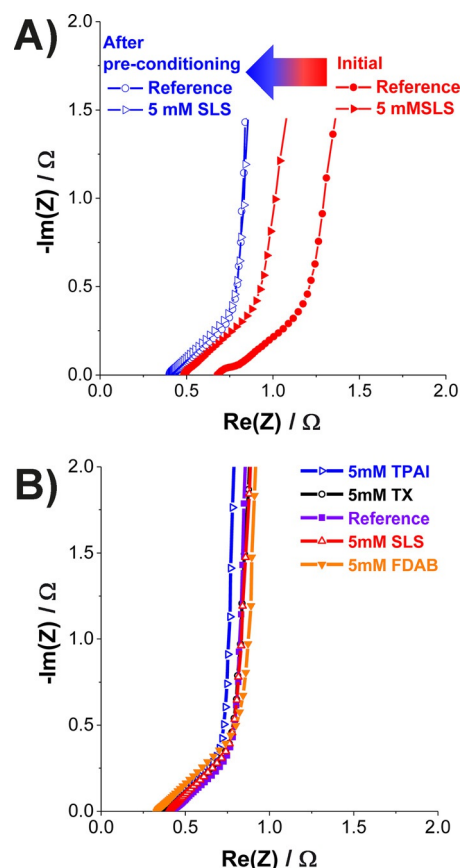 A)
After
pre-conditioning
Reference
5 mM SLS
Initial
Reference
5 mMSLS
2.0
1.5
1.0
0.5
0.0
-Im(Z) / Ω
0.0 0.5 1.0 1.5 2.0
Re(Z) / Ω
B)
5mM TPAI
5mM TX
Reference
5mM SLS
5mM FDAB
2.0
1.5
1.0
0.5
0.0
-Im(Z) / Ω
0.0 0.5 1.0 1.5 2.0
Re(Z) / Ω